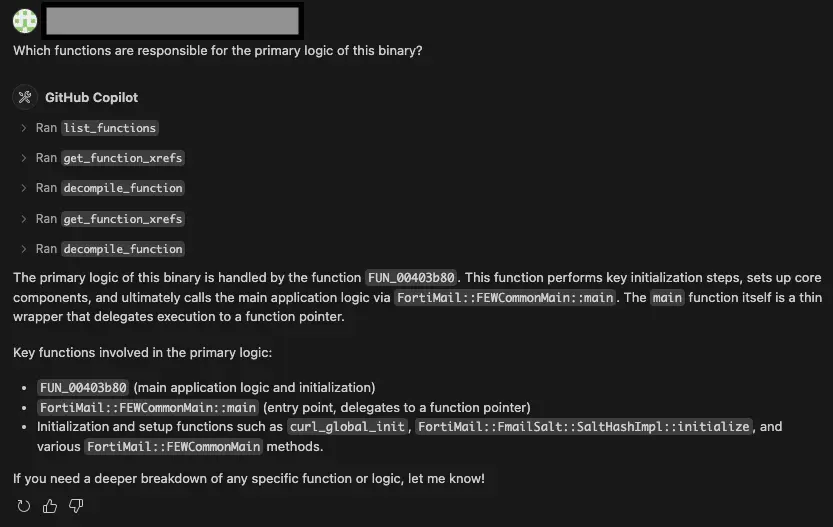 Which functions are responsible for the primary logic of this binary?
GitHub Copilot
Ran list_functions
Ran get_function_xrefs
Ran decompile_function
Ran get_function_xrefs
Ran decompile_function
The primary logic of this binary is handled by the function FUN_00403b80. This function performs key initialization steps, sets up core
components, and ultimately calls the main application logic via FortiMail::FEWCommonMain::main. The main function itself is a thin
wrapper that delegates execution to a function pointer.
Key functions involved in the primary logic:
• FUN_00403b80 (main application logic and initialization)
• FortiMail::FEWCommonMain::main (entry point, delegates to a function pointer)
• Initialization and setup functions such as curl_global_init, FortiMail::FmailSalt::SaltHashImpl::initialize, and
various FortiMail::FEWCommonMain methods.
If you need a deeper breakdown of any specific function or logic, let me know!